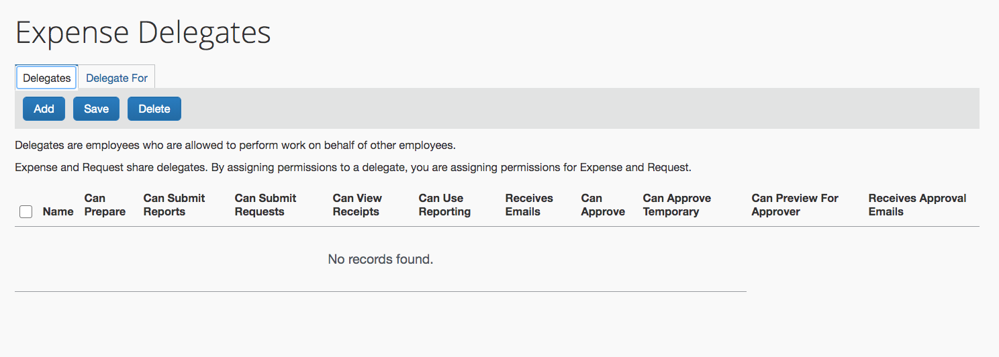 Expense Delegates
Delegates Delegate For
Add Save Delete
Delegates are employees who are allowed to perform work on behalf of other employees.
Expense and Request share delegates. By assigning permissions to a delegate, you are assigning permissions for Expense and Request.
Name
Can Prepare
Can Submit Reports
Can Submit Requests
Can View Receipts
Can Use Reporting
Receives Emails
Can Approve
Can Approve Temporary
Can Preview For Approver
Receives Approval Emails
No records found.